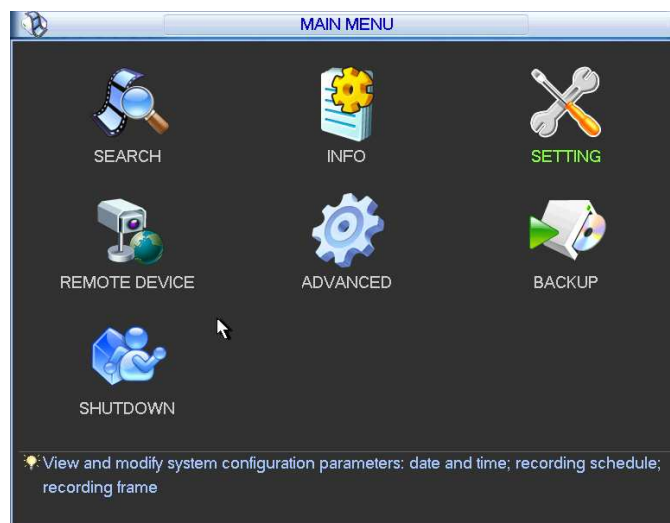 MAIN MENU
SEARCH
INFO
SETTING
REMOTE DEVICE
ADVANCED
BACKUP
SHUTDOWN
View and modify system configuration parameters: date and time; recording schedule;
recording frame